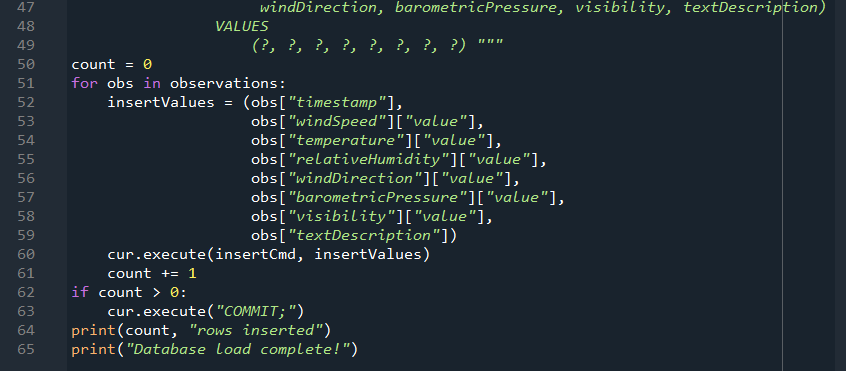 47 windDirection, barometricPressure, visibility, textDescription)
48 VALUES
49 (?, ?, ?, ?, ?, ?, ?, ?) """
50 count = 0
51 for obs in observations:
52 insertValues = (obs["timestamp"],
53 obs["windSpeed"]["value"],
54 obs["temperature"]["value"],
55 obs["relativeHumidity"]["value"],
56 obs["windDirection"]["value"],
57 obs["barometricPressure"]["value"],
58 obs["visibility"]["value"],
59 obs["textDescription"])
60 cur.execute(insertCmd, insertValues)
61 count += 1
62 if count > 0:
63 cur.execute("COMMIT;")
64 print(count, "rows inserted")
65 print("Database load complete!")